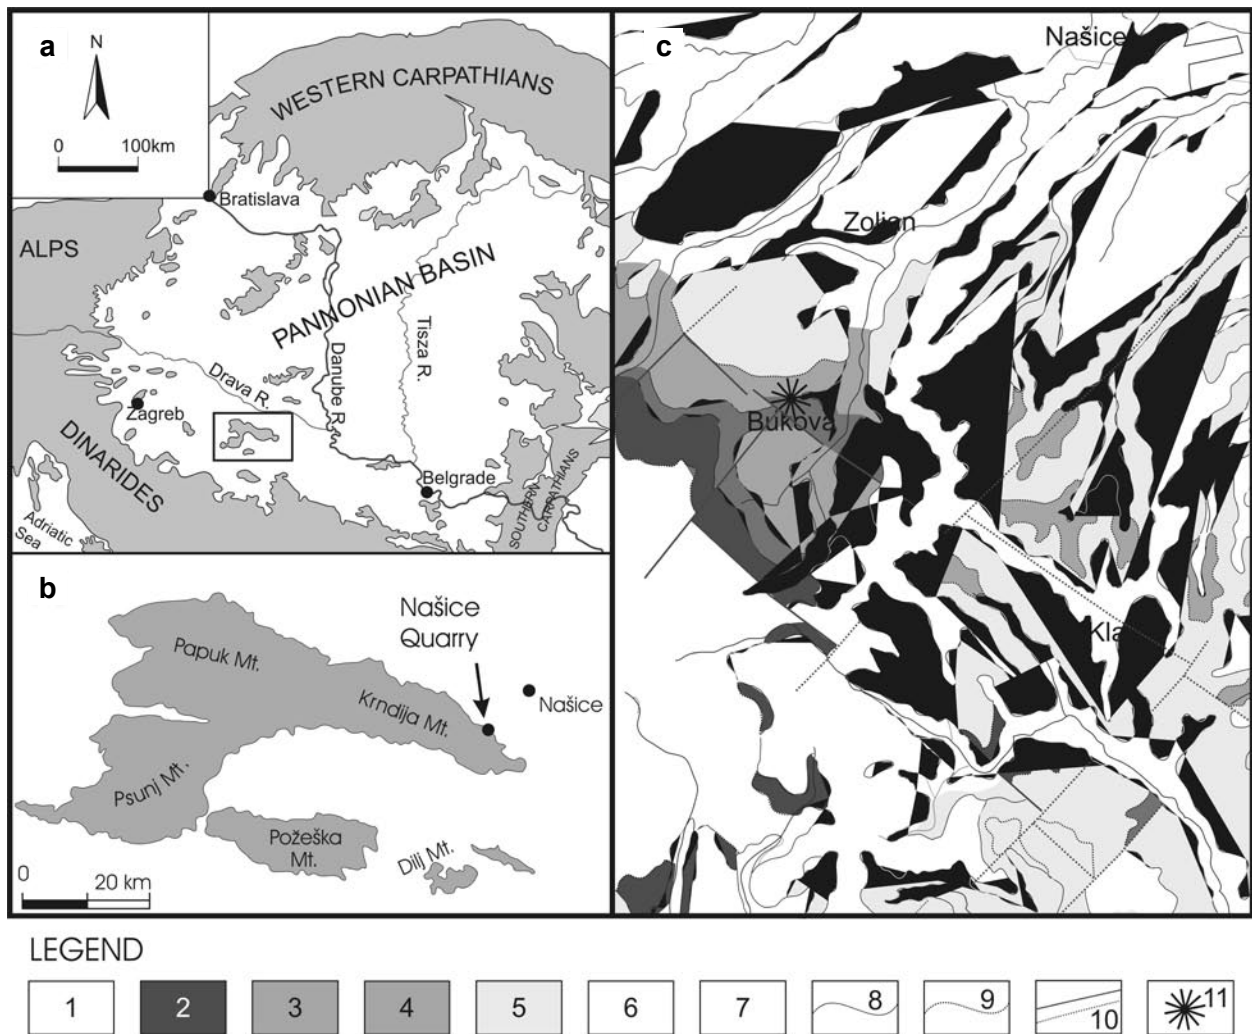 a
N
0 100km
WESTERN CARPATHIANS
Bratislava
ALPS
PANNONIAN BASIN
Tisza R.
Danube R.
Drava R.
Zagreb
DINARIDES
Belgrade
SOUTHERN
CARPATHIANS
Adriatic
Sea
b
Našice
Quarry
Papuk Mt.
Krndija Mt.
Našice
Psunj Mt.
Požeška
Mt.
Dilj Mt.
0 20 km
c
Našice
Zoljan
Bukova
Kla
LEGEND
1 2 3 4 5 6 7 8 9 10 11